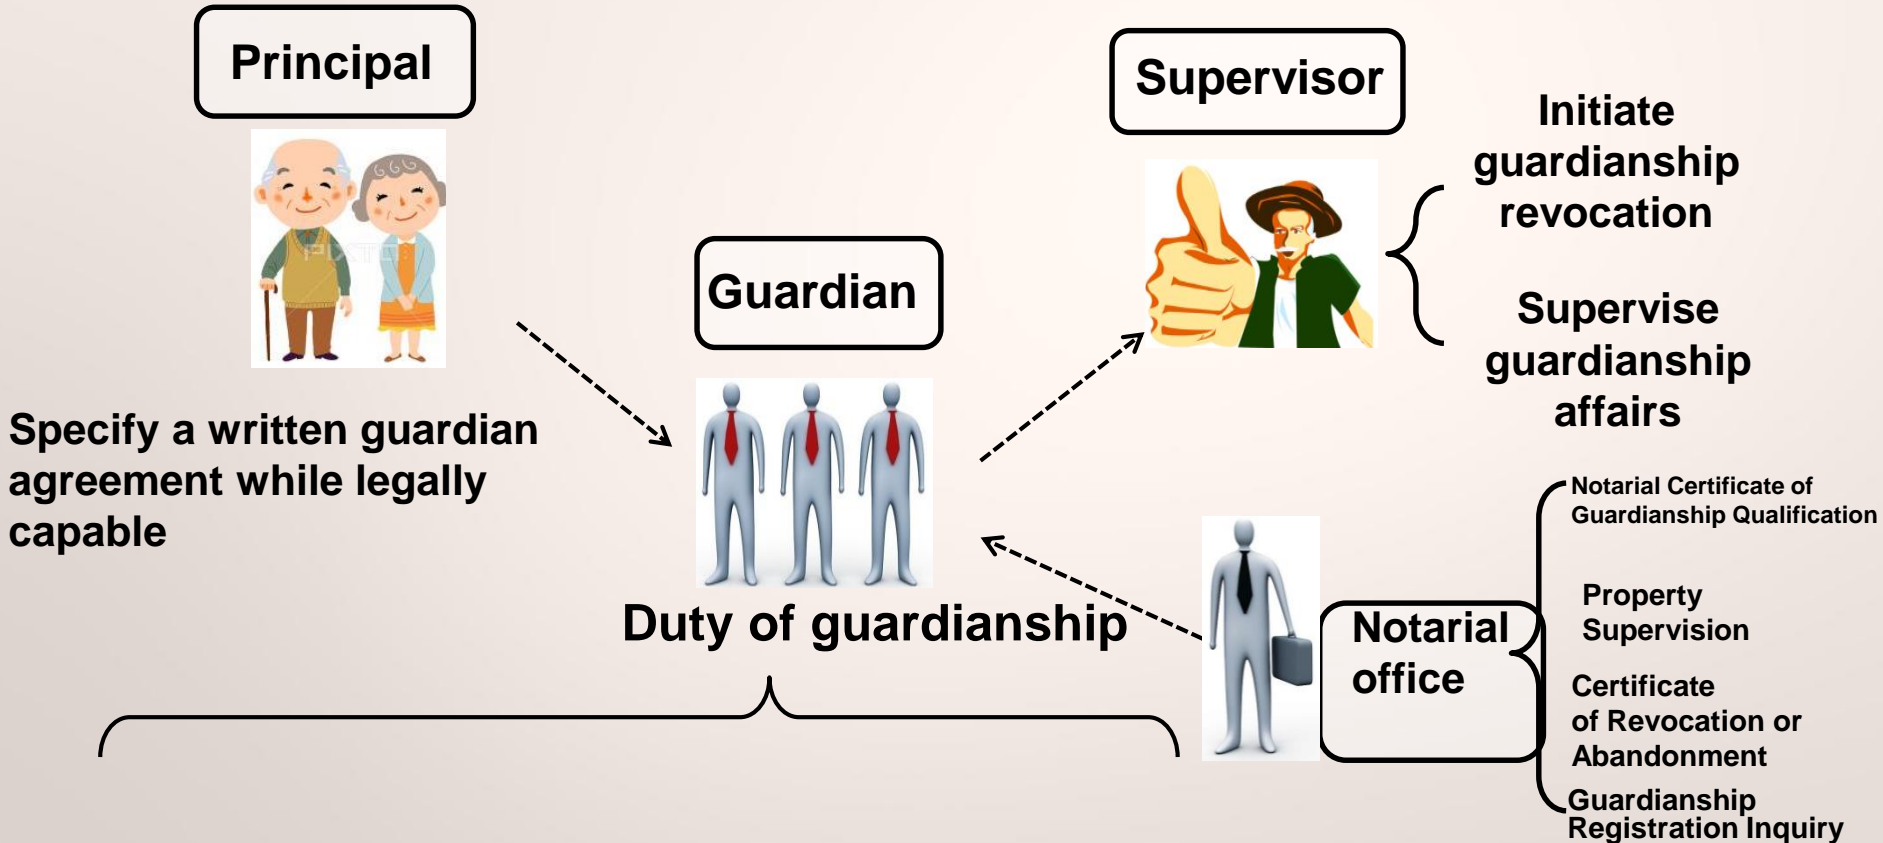 Principal
Specify a written guardian
agreement while legally
capable
Guardian
Duty of guardianship
Supervisor
Initiate
guardianship
revocation
Supervise
guardianship
affairs
Notarial
office
Notarial Certificate of
Guardianship Qualification
Property
Supervision
Certificate
of Revocation or
Abandonment
Guardianship
Registration Inquiry